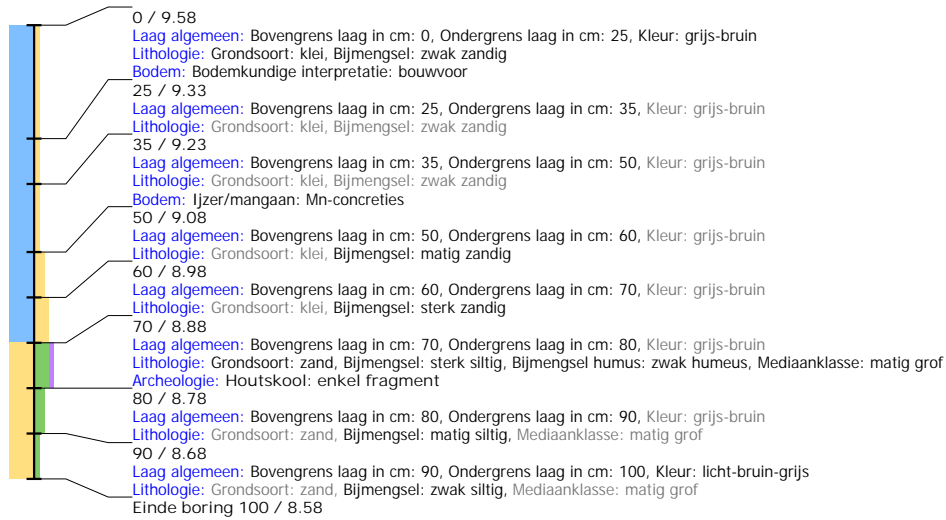 0 / 9.58
Laag algemeen: Bovengrens laag in cm: 0, Ondergrens laag in cm: 25, Kleur: grijs-bruin
Lithologie: Grondsoort: klei, Bijmengsel: zwak zandig
Bodem: Bodemkundige interpretatie: bouwvoor
25 / 9.33
Laag algemeen: Bovengrens laag in cm: 25, Ondergrens laag in cm: 35, Kleur: grijs-bruin
Lithologie: Grondsoort: klei, Bijmengsel: zwak zandig
35 / 9.23
Laag algemeen: Bovengrens laag in cm: 35, Ondergrens laag in cm: 50, Kleur: grijs-bruin
Lithologie: Grondsoort: klei, Bijmengsel: zwak zandig
Bodem: Ijzer/mangaan: Mn-concreties
50 / 9.08
Laag algemeen: Bovengrens laag in cm: 50, Ondergrens laag in cm: 60, Kleur: grijs-bruin
Lithologie: Grondsoort: klei, Bijmengsel: matig zandig
60 / 8.98
Laag algemeen: Bovengrens laag in cm: 60, Ondergrens laag in cm: 70, Kleur: grijs-bruin
Lithologie: Grondsoort: klei, Bijmengsel: sterk zandig
70 / 8.88
Laag algemeen: Bovengrens laag in cm: 70, Ondergrens laag in cm: 80, Kleur: grijs-bruin
Lithologie: Grondsoort: zand, Bijmengsel: sterk siltig, Bijmengsel humus: zwak humeus, Mediaanklasse: matig grof
Archeologie: Houtskool: enkel fragment
80 / 8.78
Laag algemeen: Bovengrens laag in cm: 80, Ondergrens laag in cm: 90, Kleur: grijs-bruin
Lithologie: Grondsoort: zand, Bijmengsel: matig siltig, Mediaanklasse: matig grof
90 / 8.68
Laag algemeen: Bovengrens laag in cm: 90, Ondergrens laag in cm: 100, Kleur: licht-bruin-grijs
Lithologie: Grondsoort: zand, Bijmengsel: zwak siltig, Mediaanklasse: matig grof
Einde boring 100 / 8.58